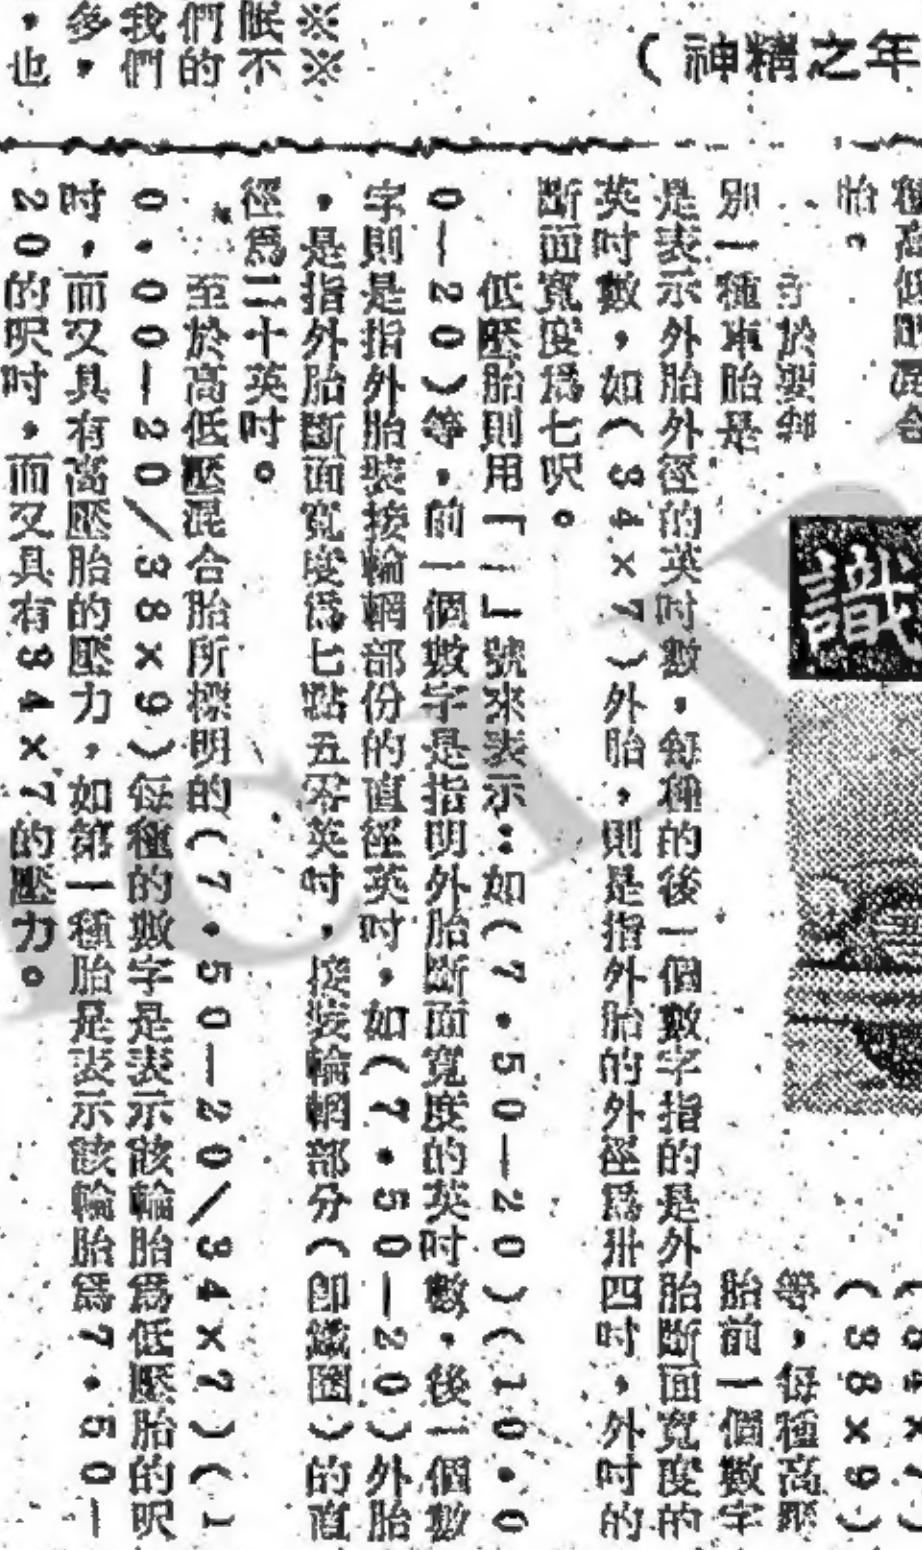 年之精神（
種高低壓混合
胎。
（34×7）
（38×9）
至於要辨
等，每種高壓
別一種車胎是
胎前一個數字
是表示外胎外徑的英吋數，每種的後一個數字指的是外胎斷面寬度的
英吋數，如（34×7）外胎，則是指外胎的外徑爲卅四吋，外吋的
斷面寬度爲七吋。
低壓胎則用「—」號來表示：如（7．50—20）（10．0
0—20）等，前一個數字是指明外胎斷面寬度的英吋數，後一個數
字則是指外胎裝接輪輞部份的直徑英吋，如（7．50—20）外胎
，是指外胎斷面寬度爲七點五零英吋，接裝輪輞部分（卽鐵圈）的直
徑爲二十英吋。
至於高低壓混合胎所標明的（7．50—20／34×7）（1
0．00—20／38×9）每種的數字是表示該輪胎爲低壓胎的呎
吋，而又具有高壓胎的壓力，如第一種胎是表示該輪胎爲7．50—
20的呎吋，而又具有34×7的壓力。
識
※※
眠不
們的
我們
多，
，也